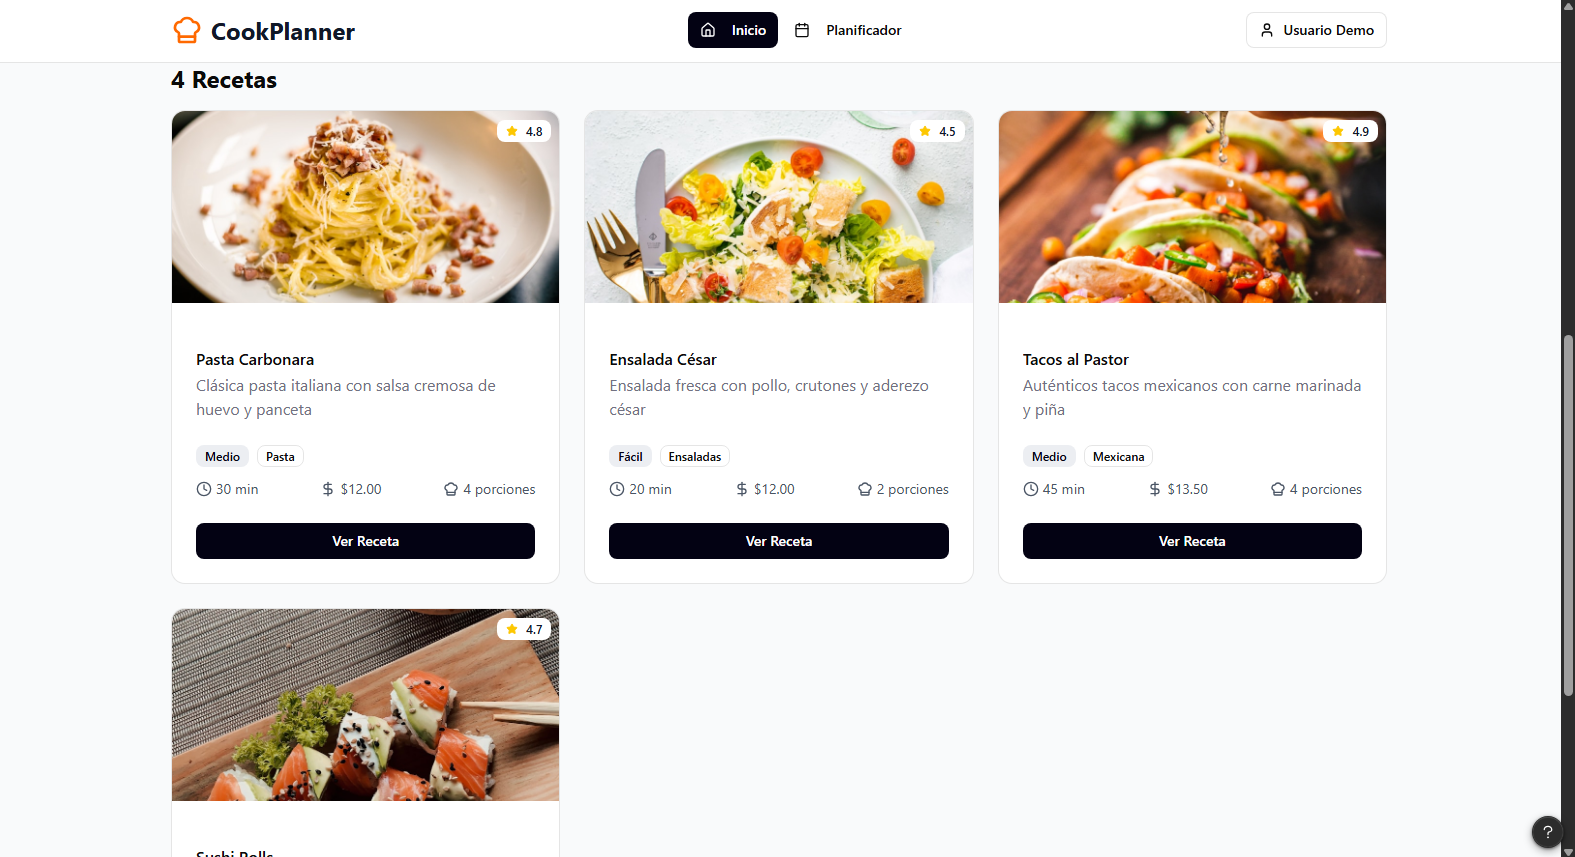 CookPlanner
Inicio
Planificador
Usuario Demo
4 Recetas
4.8
4.5
4.9
Pasta Carbonara
Clásica pasta italiana con salsa cremosa de
huevo y panceta
Medio
Pasta
30 min
$ $12.00
4 porciones
Ver Receta
Ensalada César
Ensalada fresca con pollo, crutones y aderezo
césar
Fácil
Ensaladas
20 min
$ $12.00
2 porciones
Ver Receta
Tacos al Pastor
Auténticos tacos mexicanos con carne marinada
y piña
Medio
Mexicana
45 min
$ $13.50
4 porciones
Ver Receta
4.7
Sushi Rolls
?